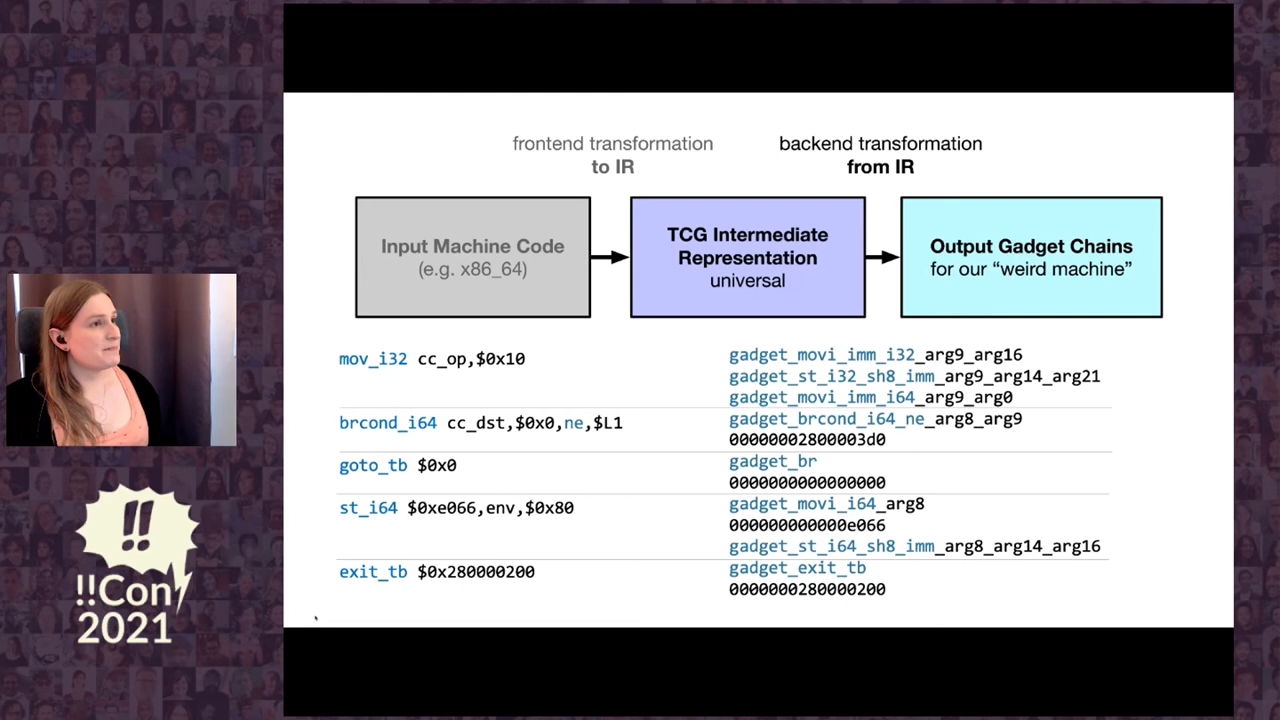 frontend transformation
to IR
backend transformation
from IR
Input Machine Code
(e.g. x86_64)
TCG Intermediate
Representation
universal
Output Gadget Chains
for our “weird machine”
mov_i32 cc_op,$0x10
gadget_movi_imm_i32_arg9_arg16
gadget_st_i32_sh8_imm_arg9_arg14_arg21
gadget_movi_imm_i64_arg9_arg0
brcond_i64 cc_dst,$0x0,ne,$L1
gadget_brcond_i64_ne_arg8_arg9
00000002800003d0
goto_tb $0x0
gadget_br
0000000000000000
st_i64 $0xe066,env,$0x80
gadget_movi_i64_arg8
000000000000e066
gadget_st_i64_sh8_imm_arg8_arg14_arg16
exit_tb $0x280000200
gadget_exit_tb
0000000280000200
!!
!!Con
2021